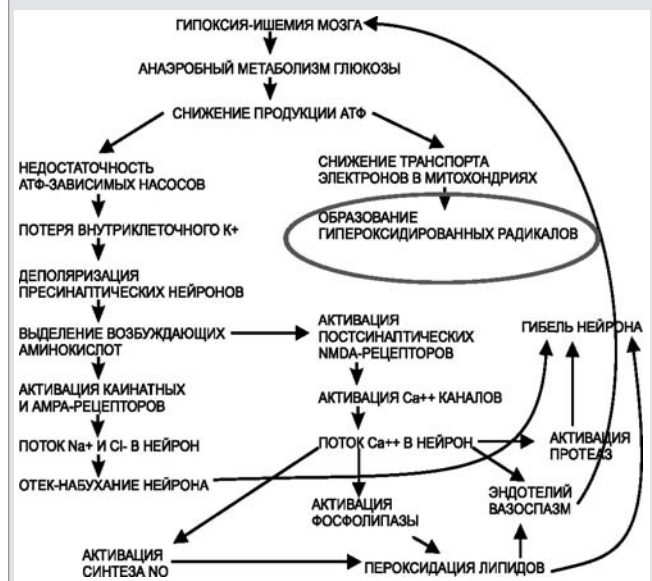 ГИПОКСИЯ-ИШЕМИЯ МОЗГА
АНАЭРОБНЫЙ МЕТАБОЛИЗМ ГЛЮКОЗЫ
СНИЖЕНИЕ ПРОДУКЦИИ АТФ
НЕДОСТАТОЧНОСТЬ
АТФ-ЗАВИСИМЫХ НАСОСОВ
СНИЖЕНИЕ ТРАНСПОРТА
ЭЛЕКТРОНОВ В МИТОХОНДРИЯХ
ПОТЕРЯ ВНУТРИКЛЕТОЧНОГО К+
ОБРАЗОВАНИЕ
ГИПЕРОКСИДИРОВАННЫХ РАДИКАЛОВ
ДЕПОЛЯРИЗАЦИЯ
ПРЕСИНАПТИЧЕСКИХ НЕЙРОНОВ
ВЫДЕЛЕНИЕ ВОЗБУЖДАЮЩИХ
АМИНОКИСЛОТ
АКТИВАЦИЯ
ПОСТСИНАПТИЧЕСКИХ
NMDA-РЕЦЕПТОРОВ
ГИБЕЛЬ НЕЙРОНА
АКТИВАЦИЯ КАИНАТНЫХ
И АМРА-РЕЦЕПТОРОВ
АКТИВАЦИЯ Са++ КАНАЛОВ
ПОТОК Na+ И Cl- В НЕЙРОН
ПОТОК Са++ В НЕЙРОН
АКТИВАЦИЯ
ПРОТЕАЗ
ОТЕК-НАБУХАНИЕ НЕЙРОНА
ЭНДОТЕЛИЙ
ВАЗОСПАЗМ
АКТИВАЦИЯ
ФОСФОЛИПАЗЫ
АКТИВАЦИЯ
СИНТЕЗА NO
ПЕРОКСИДАЦИЯ ЛИПИДОВ